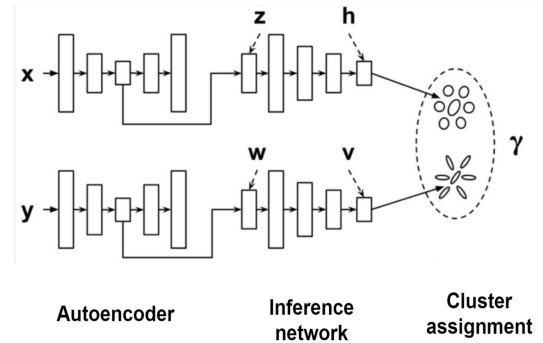 z
h
x
γ
w
v
y
Autoencoder
Inference
network
Cluster
assignment